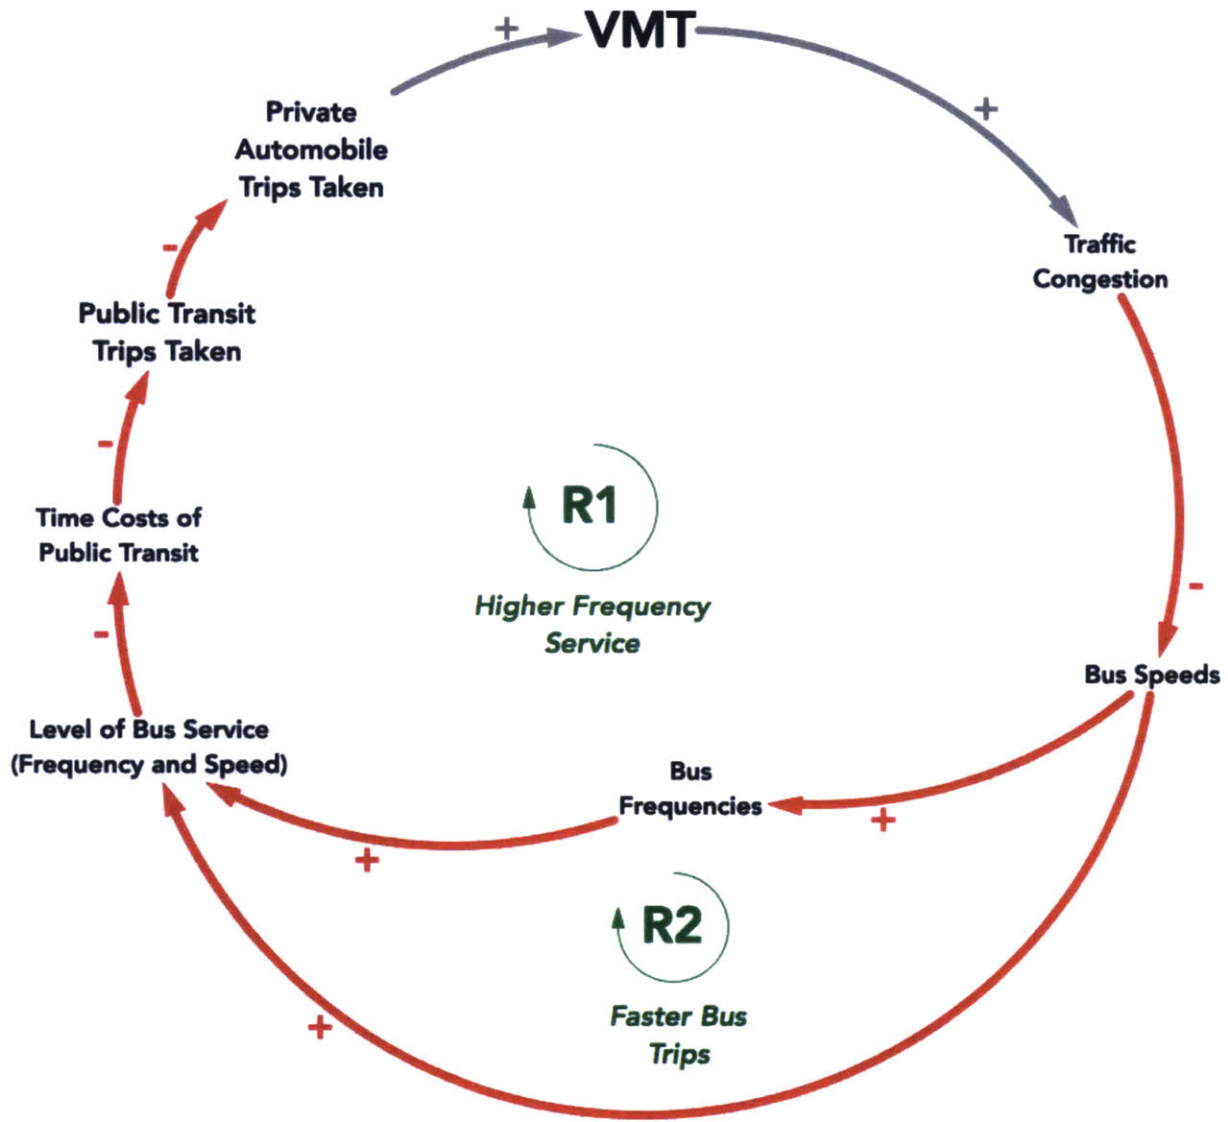 +
VMT
+
Private
Automobile
Trips Taken
Traffic
Congestion
-
Public Transit
Trips Taken
-
R1
Time Costs of
Public Transit
-
Higher Frequency
Service
-
Bus Speeds
Level of Bus Service
(Frequency and Speed)
Bus
Frequencies
+
+
R2
Faster Bus
Trips
+